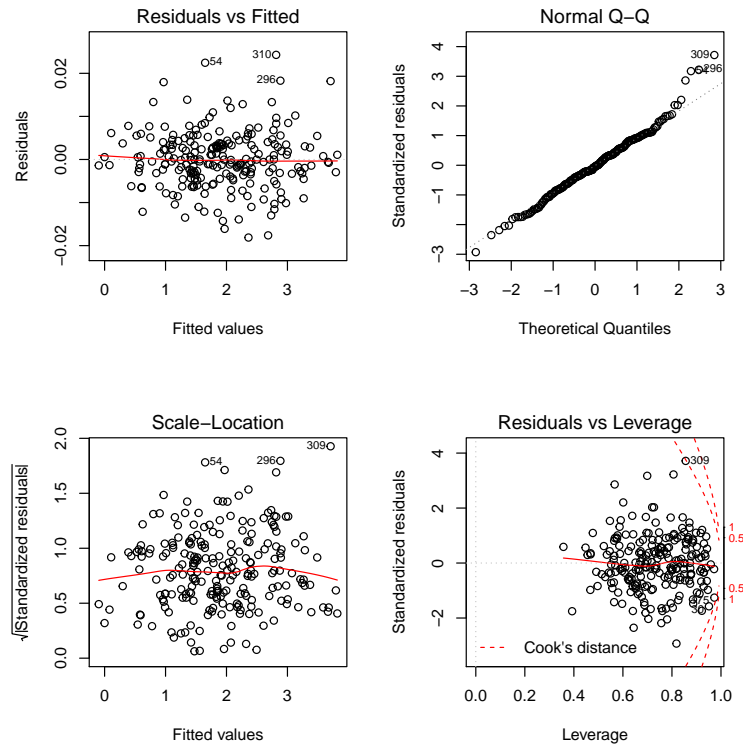 Residuals vs Fitted
Residuals
0.02
0.00
−0.02
310
54
296
0 1 2 3
Fitted values
Normal Q−Q
Standardized residuals
4
3
2
1
0
−1
−3
309
296
−3 −2 −1 0 1 2 3
Theoretical Quantiles
Scale−Location
√|Standardized residuals|
2.0
1.5
1.0
0.5
0.0
309
54
296
0 1 2 3
Fitted values
Residuals vs Leverage
Standardized residuals
4
2
0
−2
309
1
0.5
0.5
1
Cook's distance
0.0 0.2 0.4 0.6 0.8 1.0
Leverage